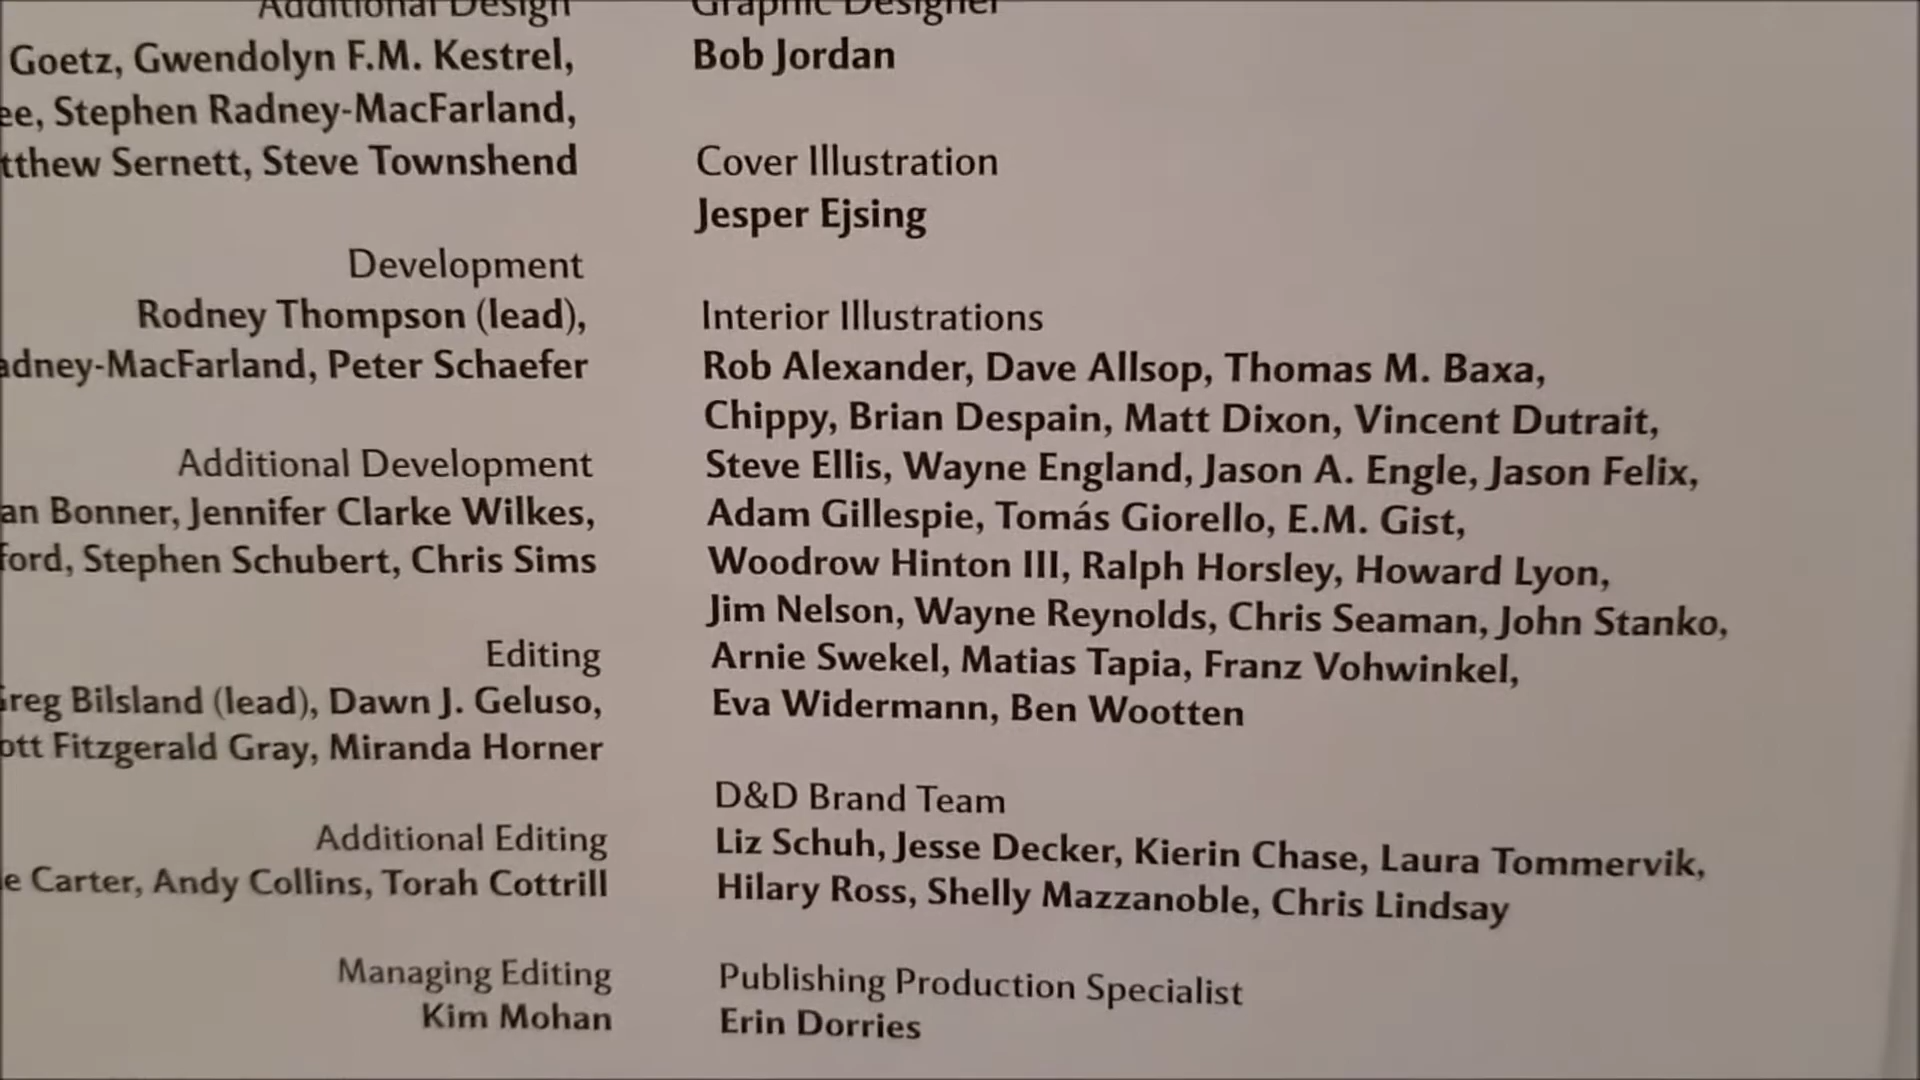 Additional Design
Goetz, Gwendolyn F.M. Kestrel,
Stephen Radney-MacFarland,
Sernett, Steve Townshend
Development
Rodney Thompson (lead),
Peter Schaefer
Additional Development
Bonner, Jennifer Clarke Wilkes,
Stephen Schubert, Chris Sims
Editing
Bilsland (lead), Dawn J. Geluso,
Fitzgerald Gray, Miranda Horner
Additional Editing
Carter, Andy Collins, Torah Cottrill
Managing Editing
Kim Mohan
Graphic Designer
Bob Jordan
Cover Illustration
Jesper Ejsing
Interior Illustrations
Rob Alexander, Dave Allsop, Thomas M. Baxa,
Chippy, Brian Despain, Matt Dixon, Vincent Dutrait,
Steve Ellis, Wayne England, Jason A. Engle, Jason Felix,
Adam Gillespie, Tomás Giorello, E.M. Gist,
Woodrow Hinton III, Ralph Horsley, Howard Lyon,
Jim Nelson, Wayne Reynolds, Chris Seaman, John Stanko,
Arnie Swekel, Matias Tapia, Franz Vohwinkel,
Eva Widermann, Ben Wootten
D&D Brand Team
Liz Schuh, Jesse Decker, Kierin Chase, Laura Tommervik,
Hilary Ross, Shelly Mazzanoble, Chris Lindsay
Publishing Production Specialist
Erin Dorries